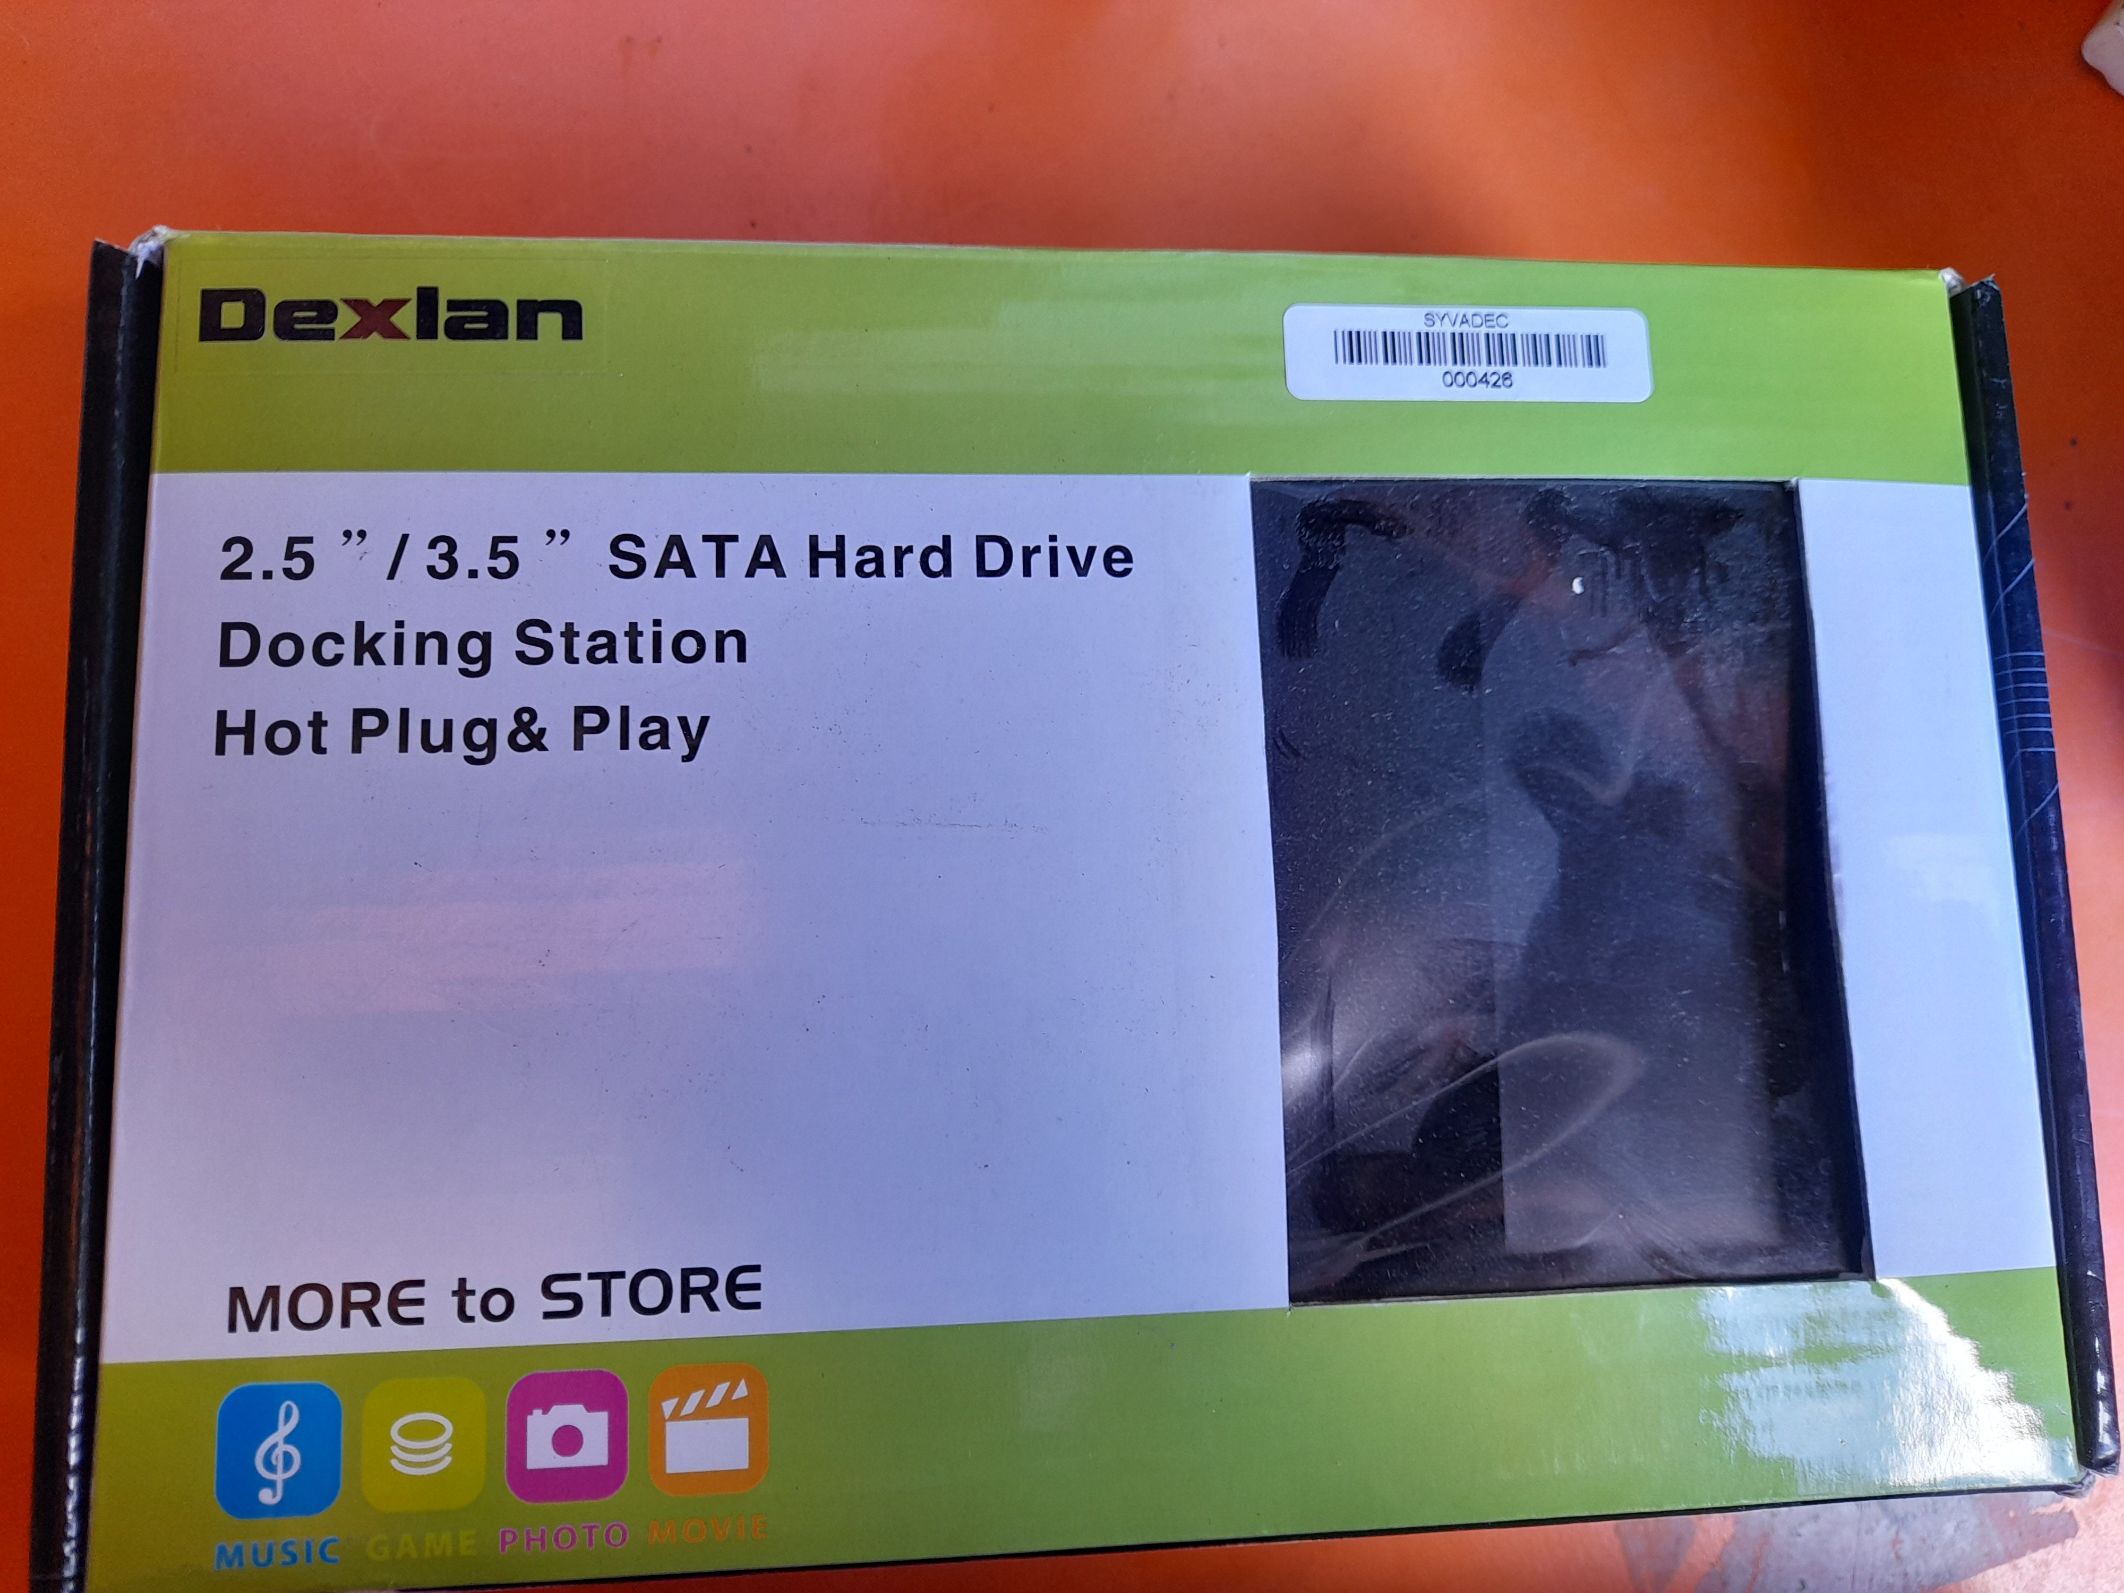 Dexlan
SYVADEC
000426
2.5 ” / 3.5 ” SATA Hard Drive
Docking Station
Hot Plug& Play
MORE to STORE
MUSIC GAME PHOTO MOVIE